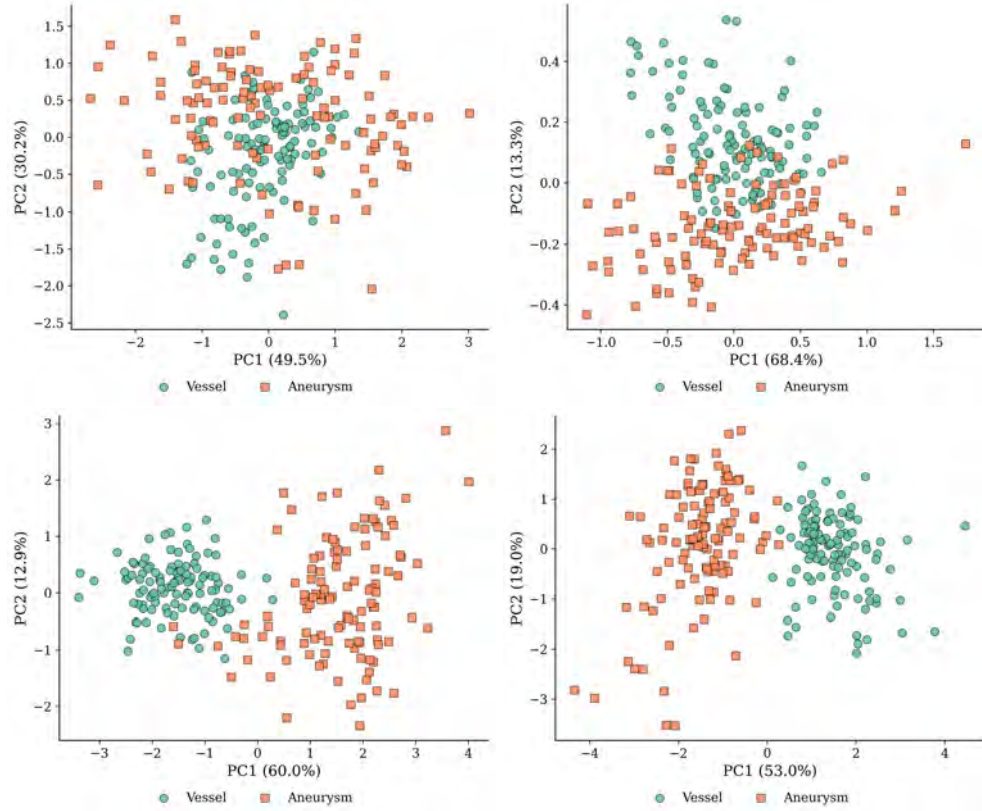 1.5
1.0
0.5
0.0
−0.5
−1.0
−1.5
−2.0
−2.5
PC2 (30.2%)
−2 −1 0 1 2 3
PC1 (49.5%)
Vessel Aneurysm
0.4
0.2
0.0
−0.2
−0.4
PC2 (13.3%)
−1.0 −0.5 0.0 0.5 1.0 1.5
PC1 (68.4%)
Vessel Aneurysm
3
2
1
0
−1
−2
PC2 (12.9%)
−3 −2 −1 0 1 2 3 4
PC1 (60.0%)
Vessel Aneurysm
2
1
0
−1
−2
−3
PC2 (19.0%)
−4 −2 0 2 4
PC1 (53.0%)
Vessel Aneurysm